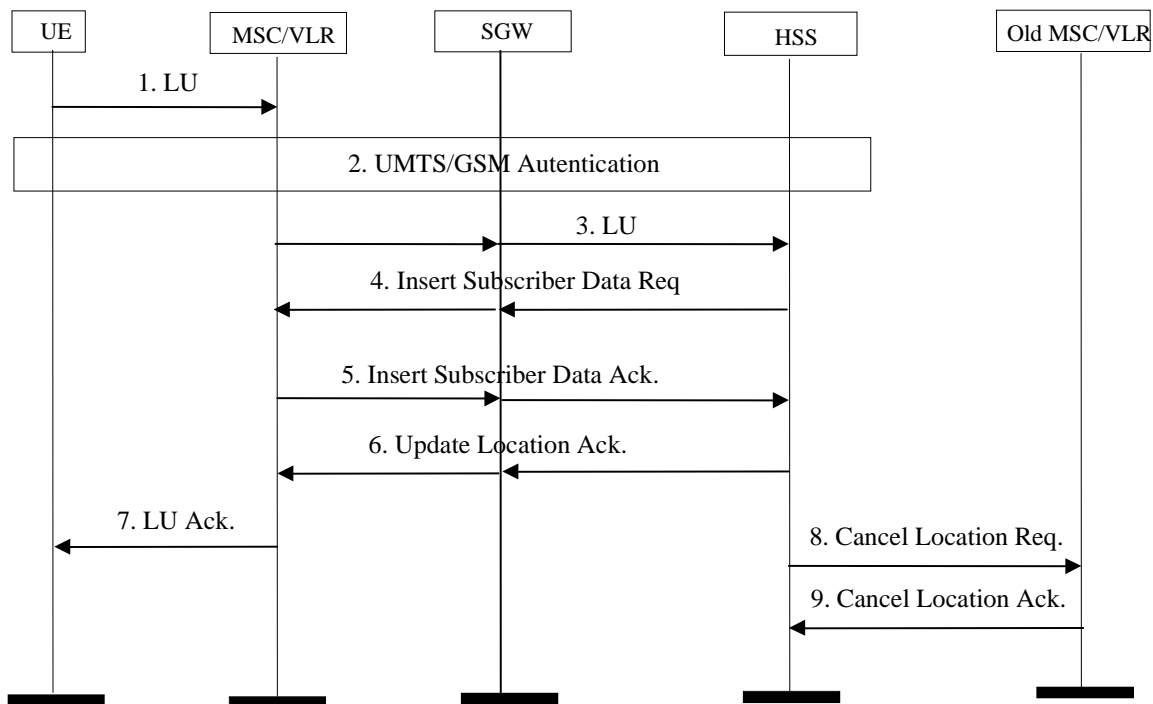 UE
MSC/VLR
SGW
HSS
Old MSC/VLR
1. LU
2. UMTS/GSM Autentication
3. LU
4. Insert Subscriber Data Req
5. Insert Subscriber Data Ack.
6. Update Location Ack.
7. LU Ack.
8. Cancel Location Req.
9. Cancel Location Ack.